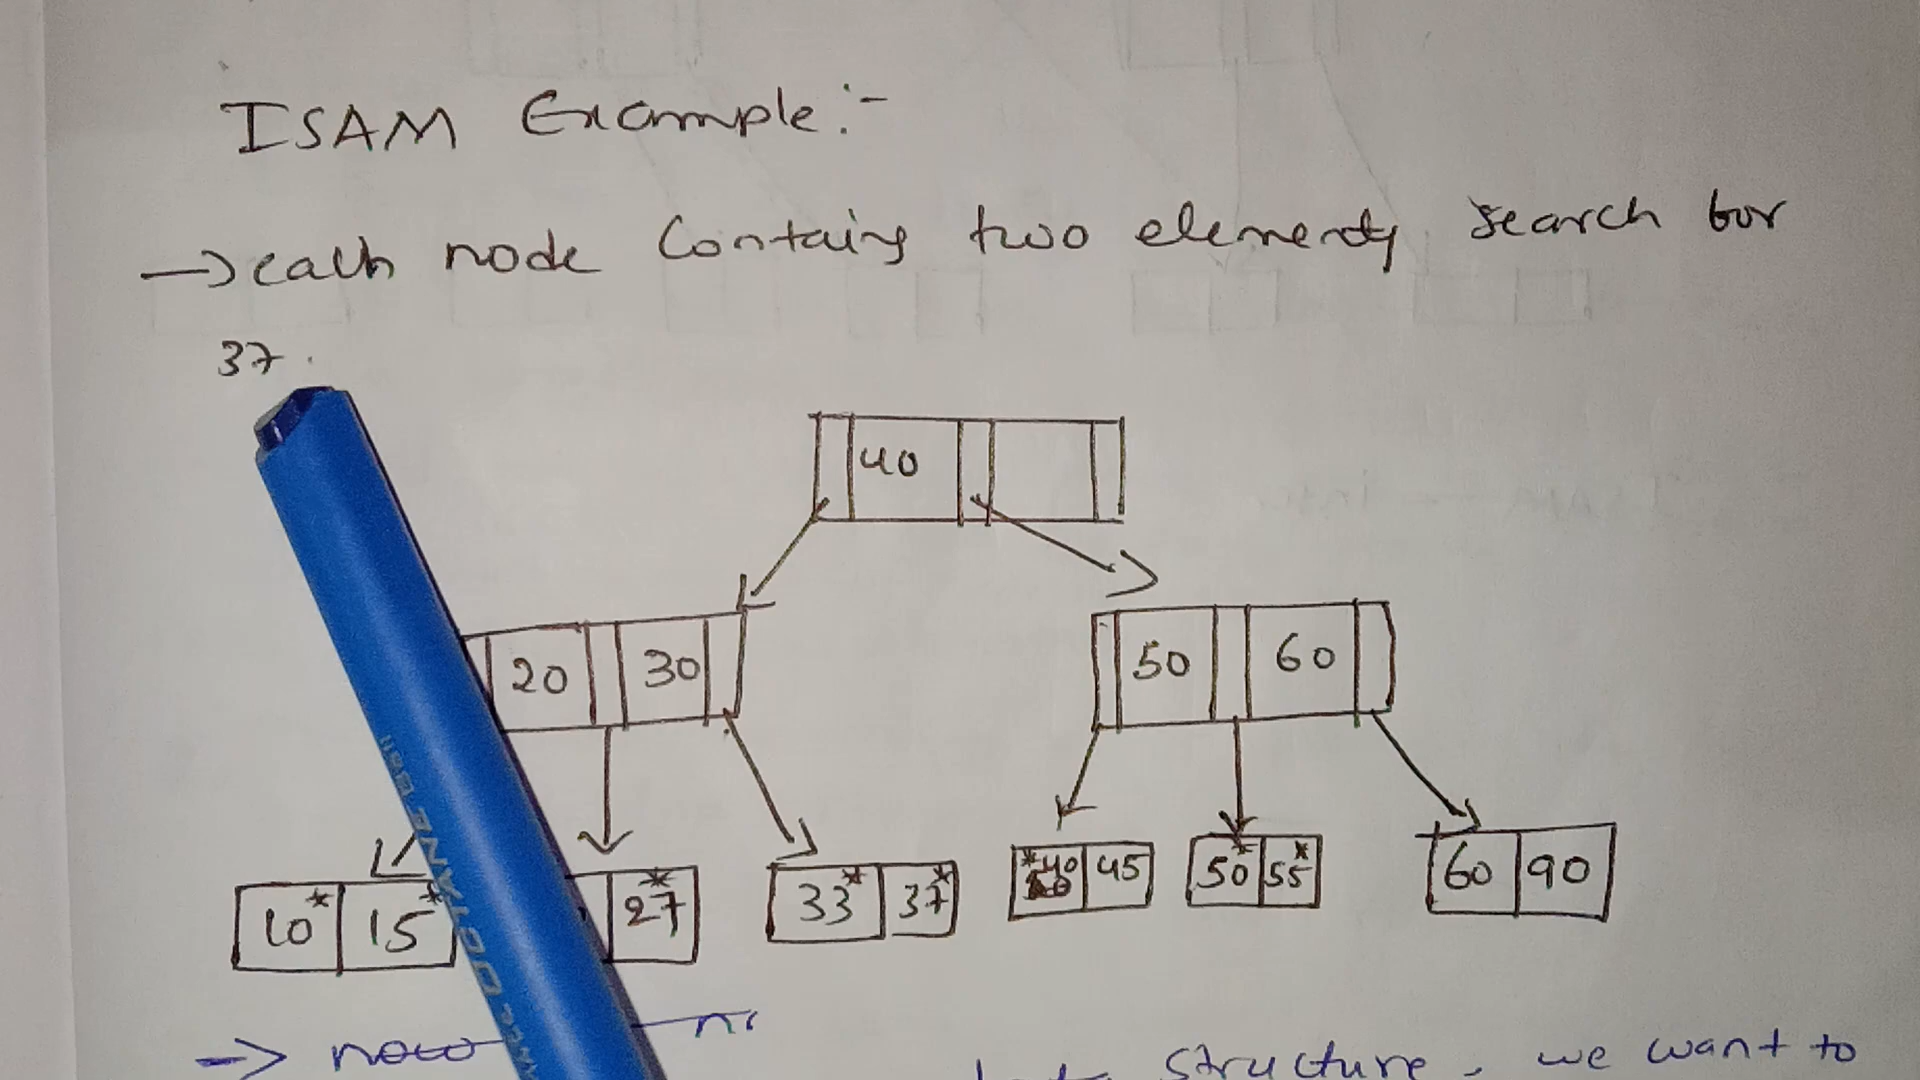 ISAM Example:-
→ each node Contains two elements search for
37.
40
20 30 50 60
10* 15* 27* 33* 37* *40 45 50* 55* 60 90
→ now
structure, we want to